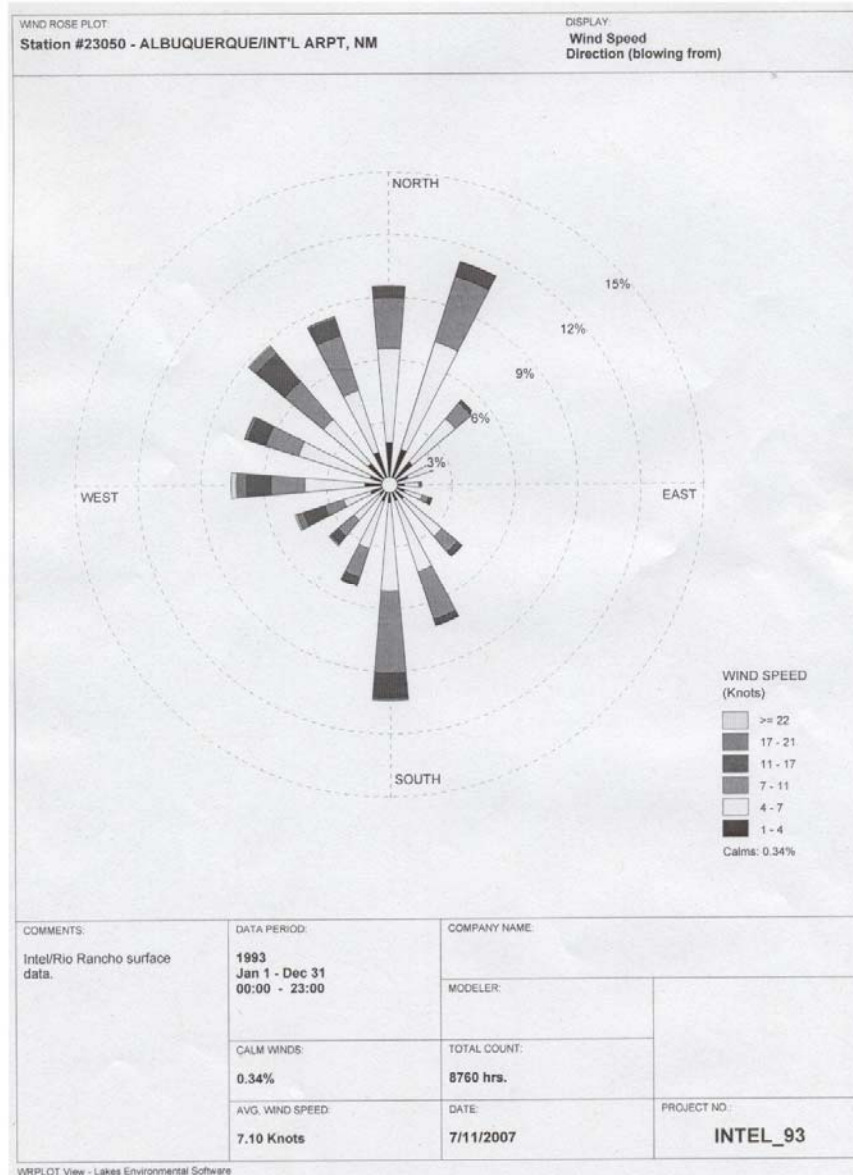 WIND ROSE PLOT:
Station #23050 - ALBUQUERQUE/INT'L ARPT, NM
DISPLAY:
Wind Speed
Direction (blowing from)
NORTH
15%
12%
9%
6%
3%
WEST
EAST
SOUTH
WIND SPEED
(Knots)
>= 22
17 - 21
11 - 17
7 - 11
4 - 7
1 - 4
Calms: 0.34%
COMMENTS:
Intel/Rio Rancho surface
data.
DATA PERIOD:
1993
Jan 1 - Dec 31
00:00 - 23:00
COMPANY NAME:
MODELER:
CALM WINDS:
0.34%
TOTAL COUNT:
8760 hrs.
AVG. WIND SPEED:
7.10 Knots
DATE:
7/11/2007
PROJECT NO.:
INTEL_93
WRPLOT View - Lakes Environmental Software